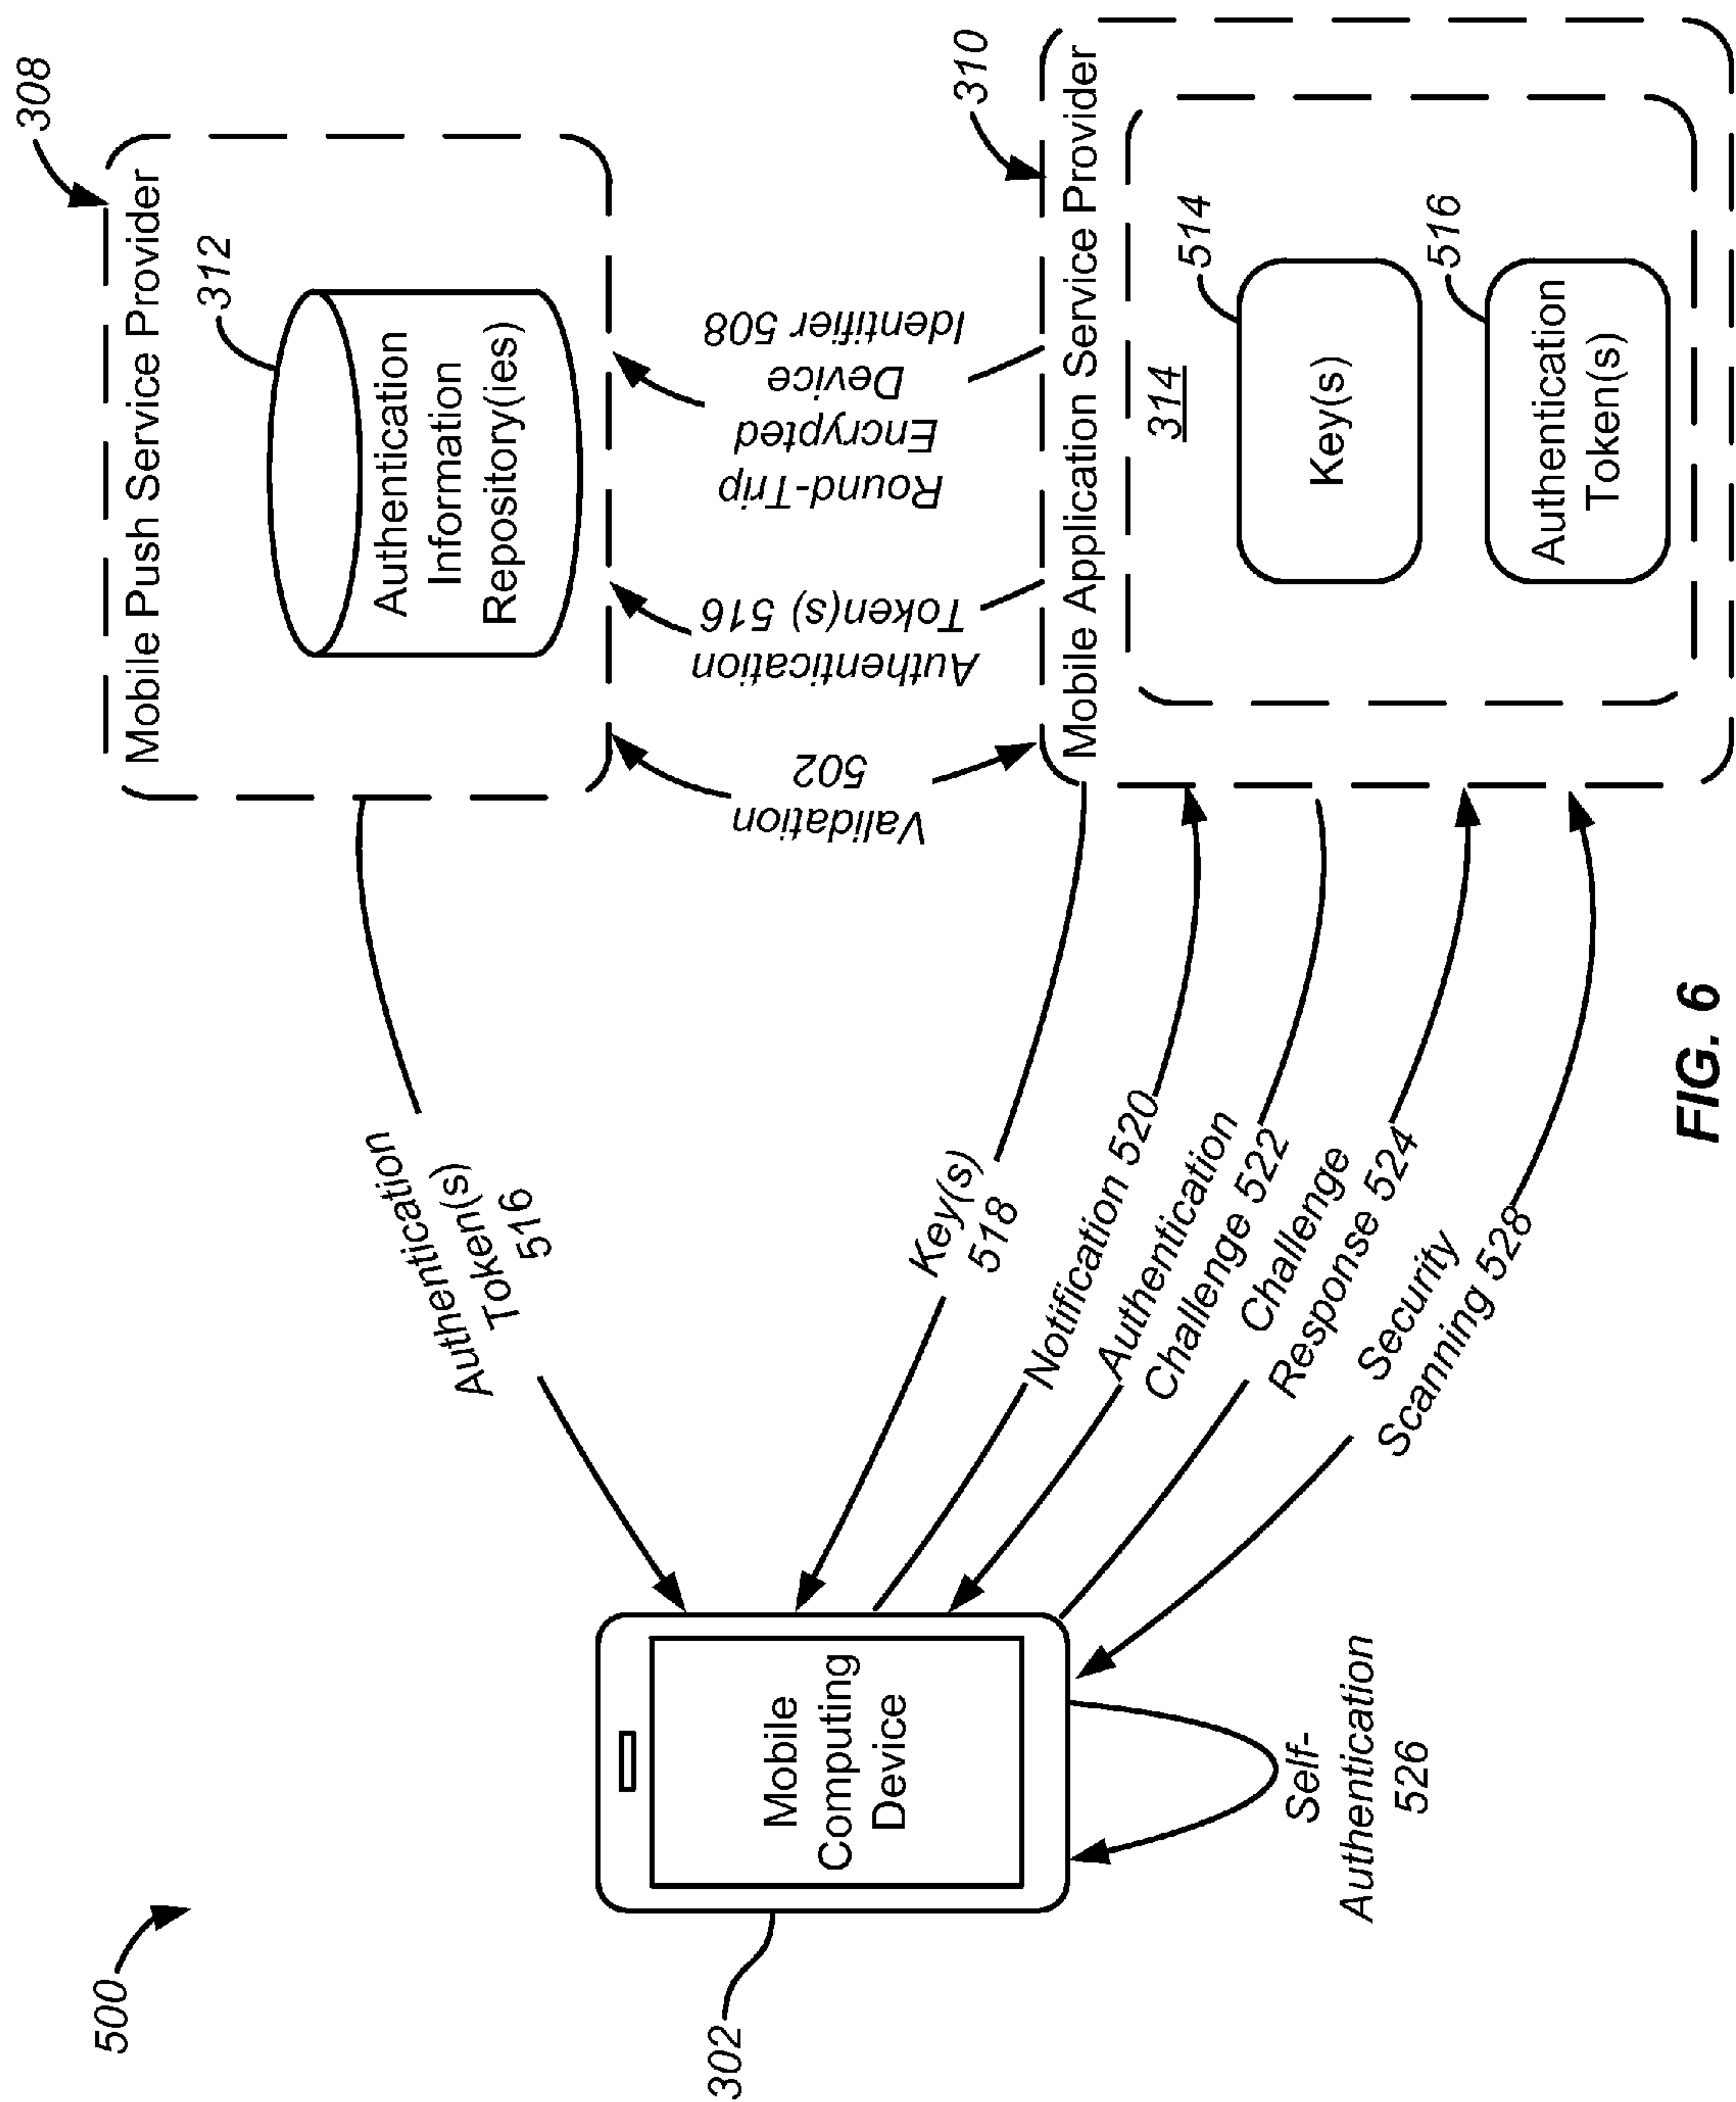 500
308
Mobile Push Service Provider
312
Authentication
Information
Repository(ies)
Authentication
Token(s)
516
Validation
502
Authentication
Token(s) 516
Round-Trip
Encrypted
Device
Identifier 508
310
Mobile Application Service Provider
314
514
Key(s)
516
Authentication
Token(s)
302
Mobile
Computing
Device
Key(s)
518
Notification 520
Authentication
Challenge 522
Challenge
Response 524
Security
Scanning 528
Self-
Authentication
526
FIG. 6